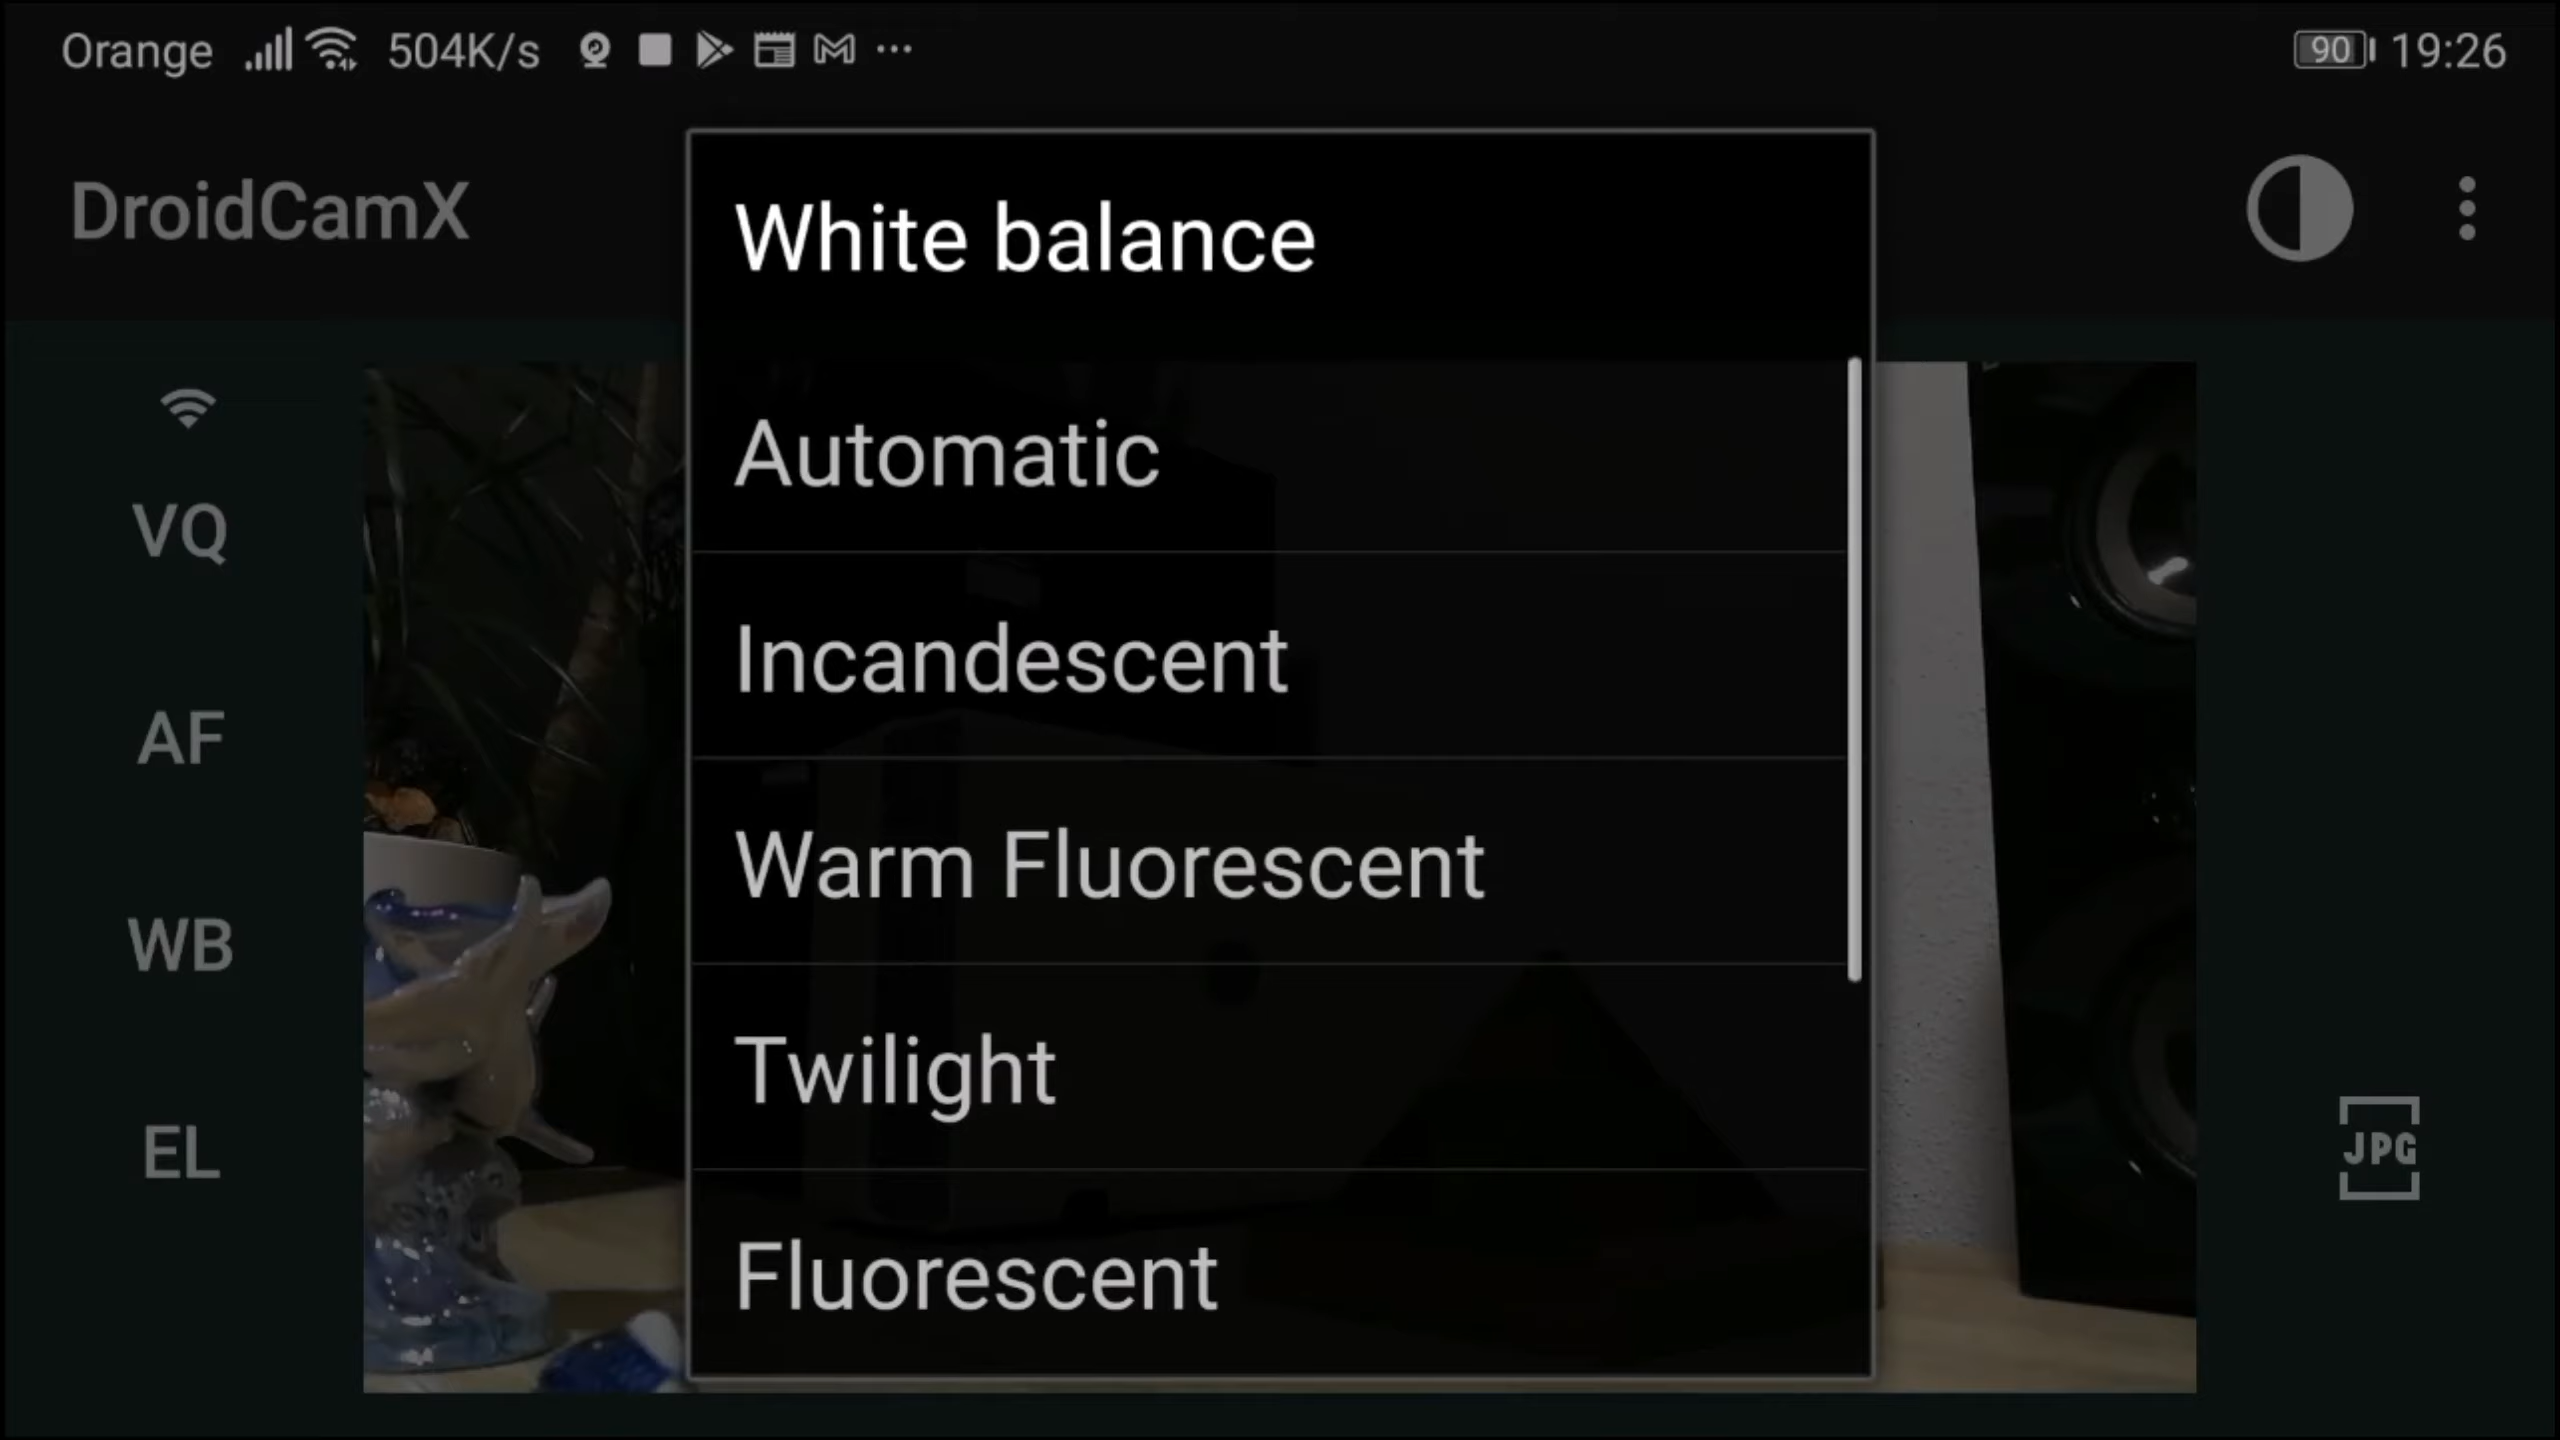 Orange 504K/s 90 19:26
DroidCamX
White balance
Automatic
Incandescent
Warm Fluorescent
Twilight
Fluorescent
VQ
AF
WB
EL
JPG